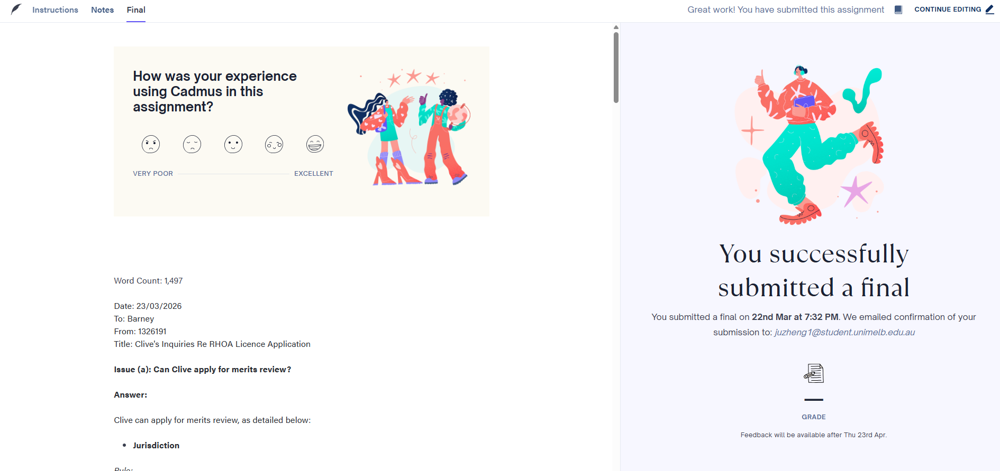 Instructions
Notes
Final
Great work! You have submitted this assignment
CONTINUE EDITING
How was your experience
using Cadmus in this
assignment?
VERY POOR
EXCELLENT
Word Count: 1,497
Date: 23/03/2026
To: Barney
From: 1326191
Title: Clive's Inquiries Re RHOA Licence Application
Issue (a): Can Clive apply for merits review?
Answer:
Clive can apply for merits review, as detailed below:
• Jurisdiction
Rule:
You successfully
submitted a final
You submitted a final on 22nd Mar at 7:32 PM. We emailed confirmation of your
submission to: juzheng1@student.unimelb.edu.au
GRADE
Feedback will be available after Thu 23rd Apr.